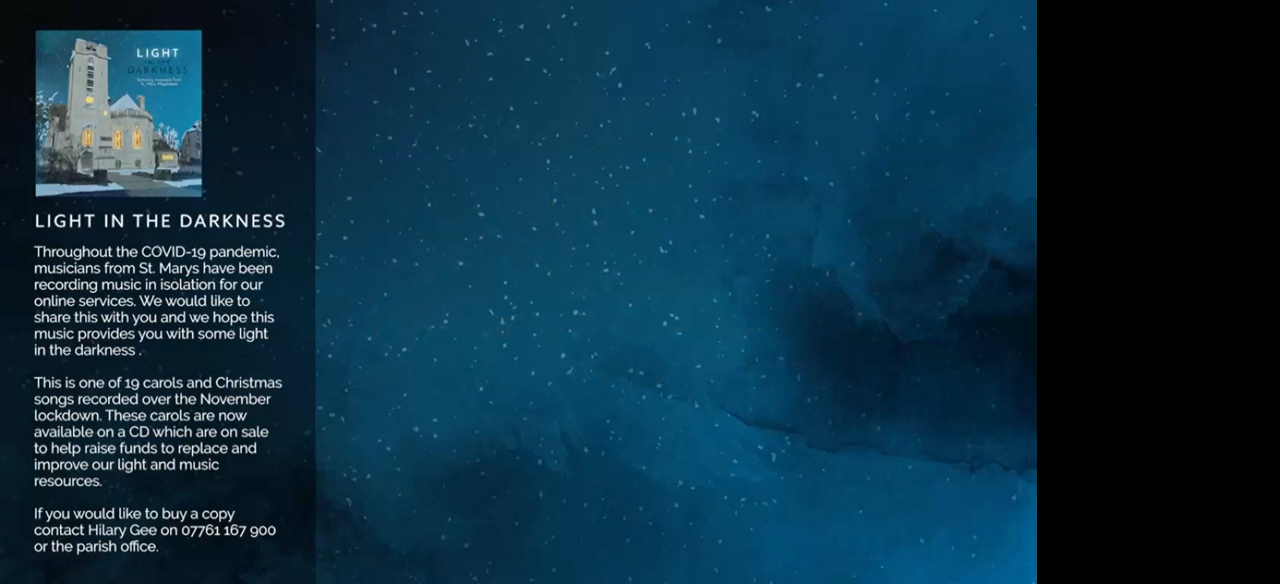 LIGHT
IN THE
DARKNESS
LIGHT IN THE DARKNESS
Throughout the COVID-19 pandemic,
musicians from St. Marys have been
recording music in isolation for our
online services. We would like to
share this with you and we hope this
music provides you with some light
in the darkness .
This is one of 19 carols and Christmas
songs recorded over the November
lockdown. These carols are now
available on a CD which are on sale
to help raise funds to replace and
improve our light and music
resources.
If you would like to buy a copy
contact Hilary Gee on 07761 167 900
or the parish office.